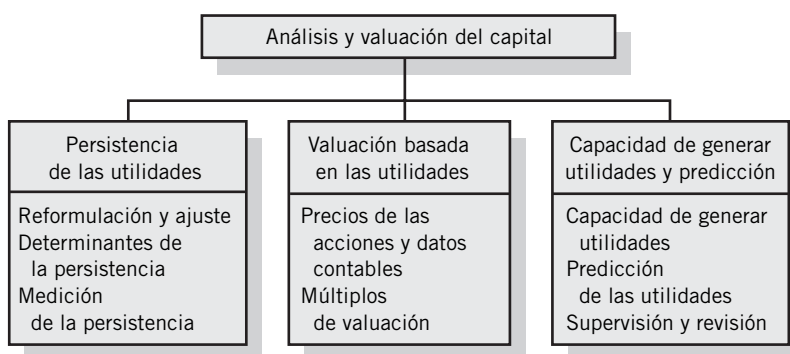 Análisis y valuación del capital
Persistencia
de las utilidades
Reformulación y ajuste
Determinantes de
la persistencia
Medición
de la persistencia
Valuación basada
en las utilidades
Precios de las
acciones y datos
contables
Múltiplos
de valuación
Capacidad de generar
utilidades y predicción
Capacidad de generar
utilidades
Predicción
de las utilidades
Supervisión y revisión